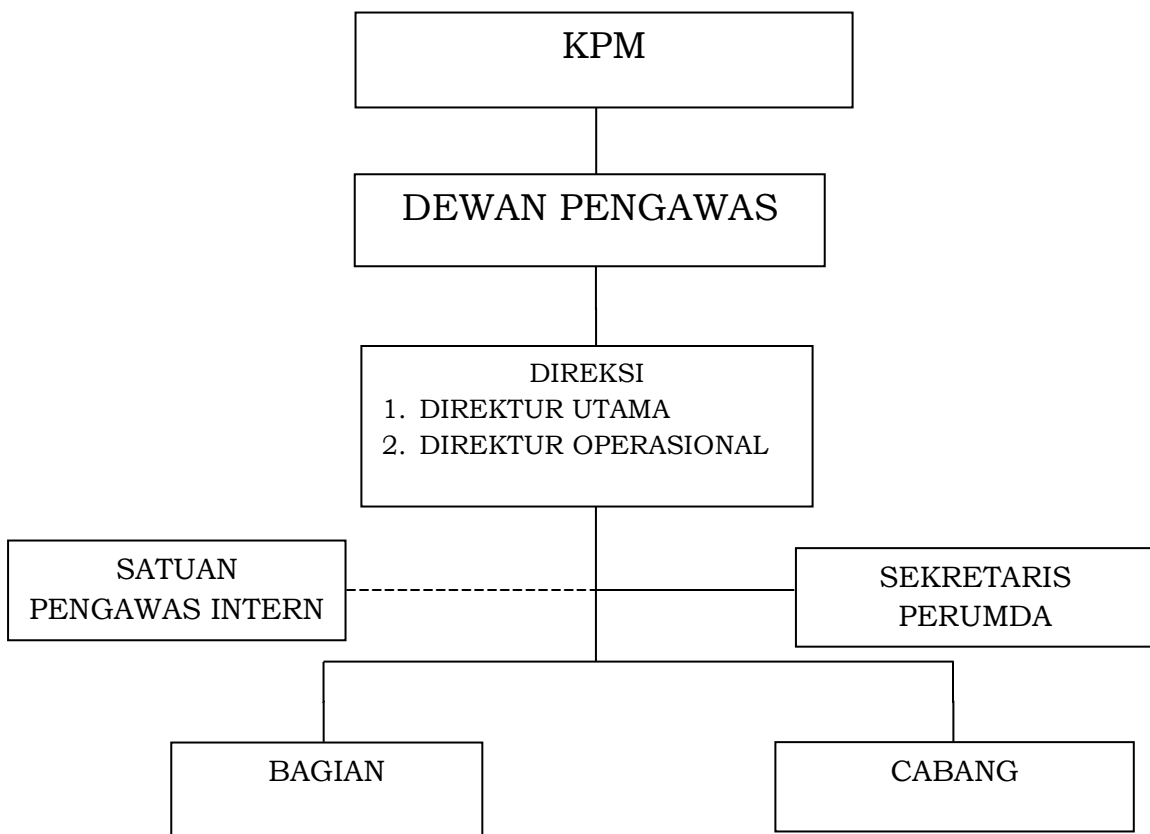 KPM
DEWAN PENGAWAS
DIREKSI
1. DIREKTUR UTAMA
2. DIREKTUR OPERASIONAL
SATUAN
PENGAWAS INTERN
SEKRETARIS
PERUMDA
BAGIAN
CABANG